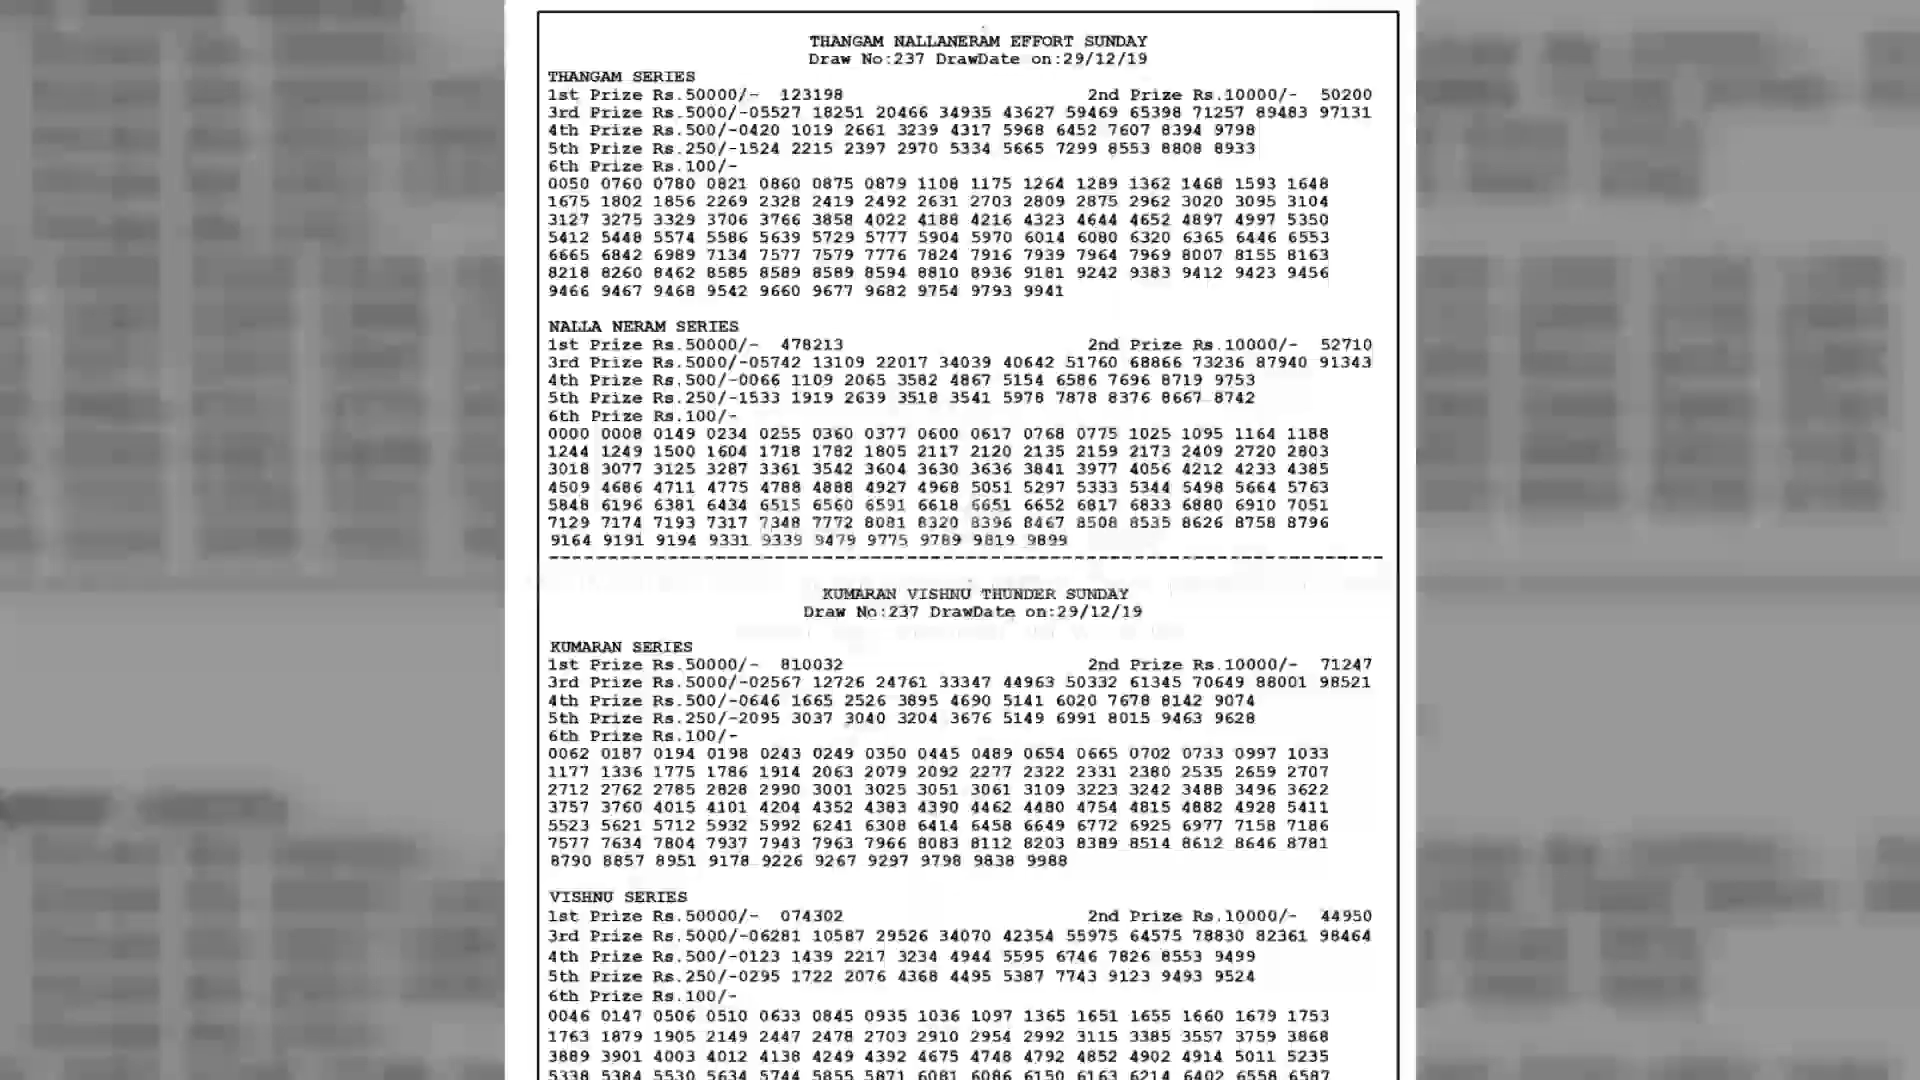 THANGAM NALLANERAM EFFORT SUNDAY
Draw No:237 DrawDate on:29/12/19
THANGAM SERIES
1st Prize Rs.50000/- 123198 2nd Prize Rs.10000/- 50200
3rd Prize Rs.5000/-05527 18251 20466 34935 43627 59469 65398 71257 89483 97131
4th Prize Rs.500/-0420 1019 2661 3239 4317 5968 6452 7607 8394 9798
5th Prize Rs.250/-1524 2215 2397 2970 5334 5665 7299 8553 8808 8933
6th Prize Rs.100/-
0050 0760 0780 0821 0860 0875 0879 1108 1175 1264 1289 1362 1468 1593 1648
1675 1802 1856 2269 2328 2419 2492 2631 2703 2809 2875 2962 3020 3095 3104
3127 3275 3329 3706 3766 3858 4022 4188 4216 4323 4644 4652 4897 4997 5350
5412 5448 5574 5586 5639 5729 5777 5904 5970 6014 6080 6320 6365 6446 6553
6665 6842 6989 7134 7577 7579 7776 7824 7916 7939 7964 7969 8007 8155 8163
8218 8260 8462 8585 8589 8589 8594 8810 8936 9181 9242 9383 9412 9423 9456
9466 9467 9468 9542 9660 9677 9682 9754 9793 9941
NALLA NERAM SERIES
1st Prize Rs.50000/- 478213 2nd Prize Rs.10000/- 52710
3rd Prize Rs.5000/-05742 13109 22017 34039 40642 51760 68866 73236 87940 91343
4th Prize Rs.500/-0066 1109 2065 3582 4867 5154 6586 7696 8719 9753
5th Prize Rs.250/-1533 1919 2639 3518 3541 5978 7878 8376 8667 8742
6th Prize Rs.100/-
0000 0008 0149 0234 0255 0360 0377 0600 0617 0768 0775 1025 1095 1164 1188
1244 1249 1500 1604 1718 1782 1805 2117 2120 2135 2159 2173 2409 2720 2803
3018 3077 3125 3287 3361 3542 3604 3630 3636 3841 3977 4056 4212 4233 4385
4509 4686 4711 4775 4788 4888 4927 4968 5051 5297 5333 5344 5498 5664 5763
5848 6196 6381 6434 6515 6560 6591 6618 6651 6652 6817 6833 6880 6910 7051
7129 7174 7193 7317 7348 7772 8081 8320 8396 8467 8508 8535 8626 8758 8796
9164 9191 9194 9331 9339 9479 9775 9789 9819 9899
KUMARAN VISHNU THUNDER SUNDAY
Draw No:237 DrawDate on:29/12/19
KUMARAN SERIES
1st Prize Rs.50000/- 810032 2nd Prize Rs.10000/- 71247
3rd Prize Rs.5000/-02567 12726 24761 33347 44963 50332 61345 70649 88001 98521
4th Prize Rs.500/-0646 1665 2526 3895 4690 5141 6020 7678 8142 9074
5th Prize Rs.250/-2095 3037 3040 3204 3676 5149 6991 8015 9463 9628
6th Prize Rs.100/-
0062 0187 0194 0198 0243 0249 0350 0445 0489 0654 0665 0702 0733 0997 1033
1177 1336 1775 1786 1914 2063 2079 2092 2277 2322 2331 2380 2535 2659 2707
2712 2762 2785 2828 2990 3001 3025 3051 3061 3109 3223 3242 3488 3496 3622
3757 3760 4015 4101 4204 4352 4383 4390 4462 4480 4754 4815 4882 4928 5411
5523 5621 5712 5932 5992 6241 6308 6414 6458 6649 6772 6925 6977 7158 7186
7577 7634 7804 7937 7943 7963 7966 8083 8112 8203 8389 8514 8612 8646 8781
8790 8857 8951 9178 9226 9267 9297 9798 9838 9988
VISHNU SERIES
1st Prize Rs.50000/- 074302 2nd Prize Rs.10000/- 44950
3rd Prize Rs.5000/-06281 10587 29526 34070 42354 55975 64575 78830 82361 98464
4th Prize Rs.500/-0123 1439 2217 3234 4944 5595 6746 7826 8553 9499
5th Prize Rs.250/-0295 1722 2076 4368 4495 5387 7743 9123 9493 9524
6th Prize Rs.100/-
0046 0147 0506 0510 0633 0845 0935 1036 1097 1365 1651 1655 1660 1679 1753
1763 1879 1905 2149 2447 2478 2703 2910 2954 2992 3115 3385 3557 3759 3868
3889 3901 4003 4012 4138 4249 4392 4675 4748 4792 4852 4902 4914 5011 5235
5338 5384 5530 5634 5744 5855 5871 6081 6086 6150 6163 6214 6402 6558 6587